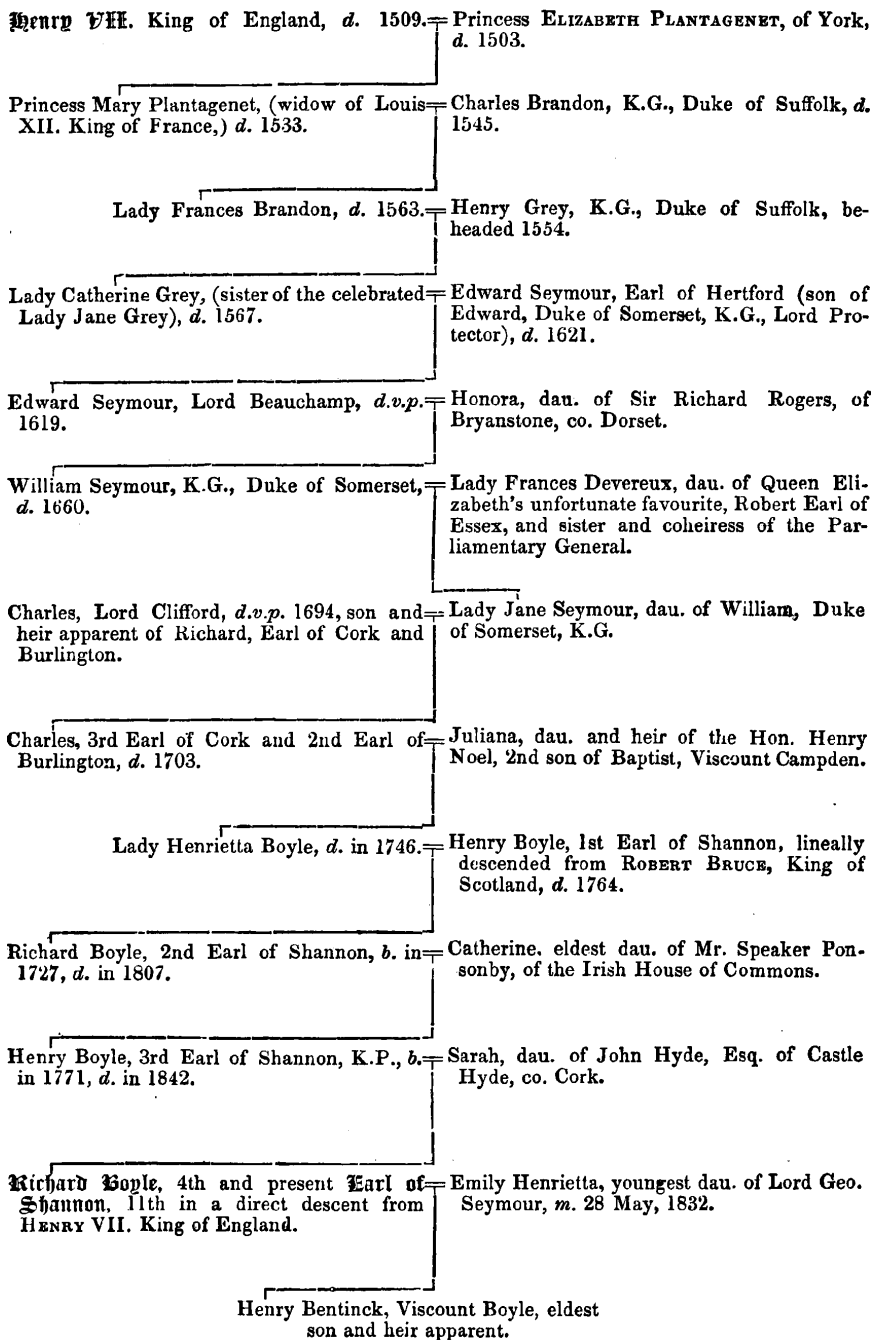 Henry VII. King of England, d. 1509. Princess ELIZABETH PLANTAGENET, of York,
d. 1503.
Princess Mary Plantagenet, (widow of Louis
XII. King of France,) d. 1533.
Charles Brandon, K.G., Duke of Suffolk, d.
1545.
Lady Frances Brandon, d. 1563.
Henry Grey, K.G., Duke of Suffolk, be-
headed 1554.
Lady Catherine Grey, (sister of the celebrated
Lady Jane Grey), d. 1567.
Edward Seymour, Earl of Hertford (son of
Edward, Duke of Somerset, K.G., Lord Pro-
tector), d. 1621.
Edward Seymour, Lord Beauchamp, d.v.p.
1619.
Honora, dau. of Sir Richard Rogers, of
Bryanstone, co. Dorset.
William Seymour, K.G., Duke of Somerset,
d. 1660.
Lady Frances Devereux, dau. of Queen Eli-
zabeth's unfortunate favourite, Robert Earl of
Essex, and sister and coheiress of the Par-
liamentary General.
Charles, Lord Clifford, d.v.p. 1694, son and
heir apparent of Richard, Earl of Cork and
Burlington.
Lady Jane Seymour, dau. of William, Duke
of Somerset, K.G.
Charles, 3rd Earl of Cork and 2nd Earl of
Burlington, d. 1703.
Juliana, dau. and heir of the Hon. Henry
Noel, 2nd son of Baptist, Viscount Campden.
Lady Henrietta Boyle, d. in 1746.
Henry Boyle, 1st Earl of Shannon, lineally
descended from ROBERT BRUCE, King of
Scotland, d. 1764.
Richard Boyle, 2nd Earl of Shannon, b. in
1727, d. in 1807.
Catherine. eldest dau. of Mr. Speaker Pon-
sonby, of the Irish House of Commons.
Henry Boyle, 3rd Earl of Shannon, K.P., b.
in 1771, d. in 1842.
Sarah, dau. of John Hyde, Esq. of Castle
Hyde, co. Cork.
Richard Boyle, 4th and present Earl of
Shannon, 11th in a direct descent from
HENRY VII. King of England.
Emily Henrietta, youngest dau. of Lord Geo.
Seymour, m. 28 May, 1832.
Henry Bentinck, Viscount Boyle, eldest
son and heir apparent.